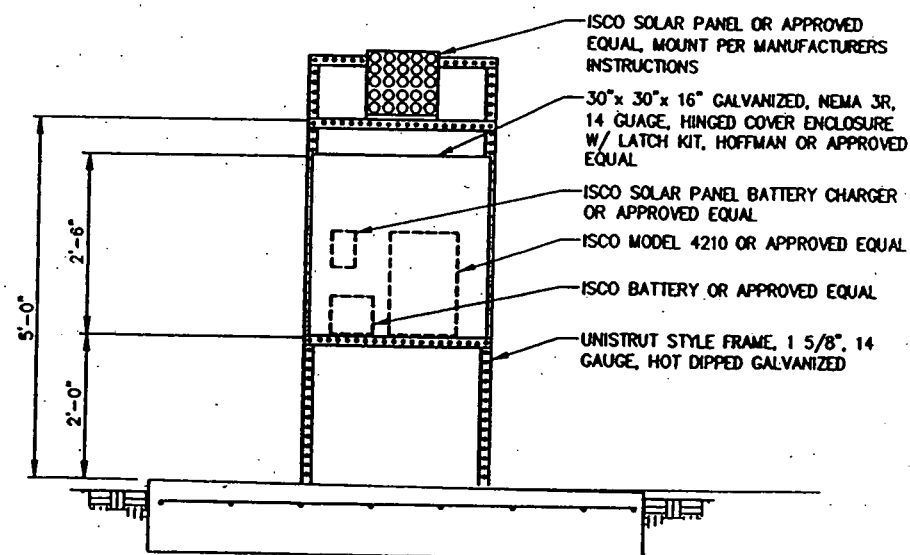 ISCO SOLAR PANEL OR APPROVED
EQUAL, MOUNT PER MANUFACTURERS
INSTRUCTIONS
30"x 30"x 16" GALVANIZED, NEMA 3R,
14 GUAGE, HINGED COVER ENCLOSURE
W/ LATCH KIT, HOFFMAN OR APPROVED
EQUAL
ISCO SOLAR PANEL BATTERY CHARGER
OR APPROVED EQUAL
ISCO MODEL 4210 OR APPROVED EQUAL
ISCO BATTERY OR APPROVED EQUAL
UNISTRUT STYLE FRAME, 1 5/8", 14
GAUGE, HOT DIPPED GALVANIZED
5'-0"
2'-6"
2'-0"